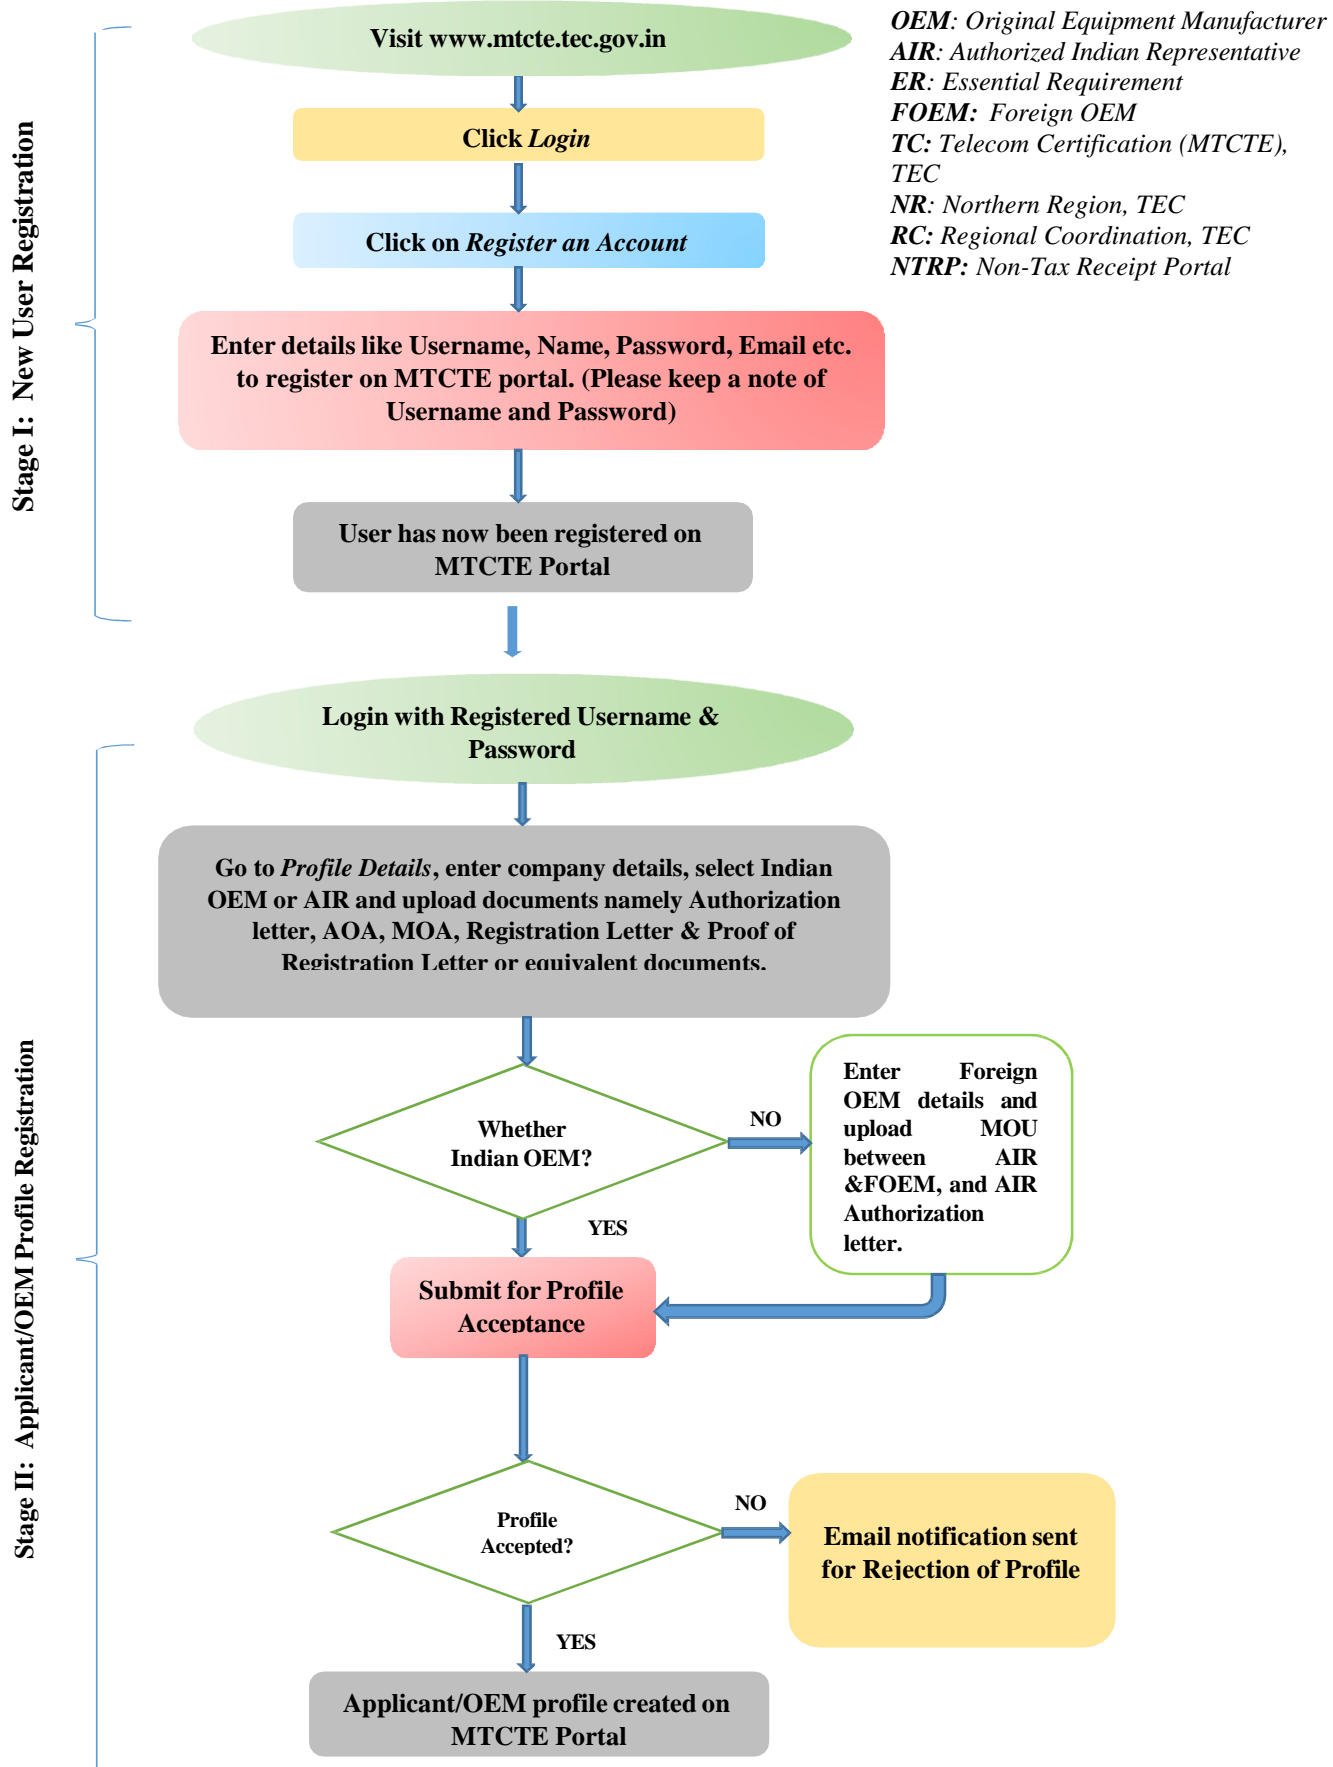 Visit www.mtcte.tec.gov.in
Click Login
Click on Register an Account
Enter details like Username, Name, Password, Email etc.
to register on MTCTE portal. (Please keep a note of
Username and Password)
User has now been registered on
MTCTE Portal
Stage I: New User Registration
OEM: Original Equipment Manufacturer
AIR: Authorized Indian Representative
ER: Essential Requirement
FOEM: Foreign OEM
TC: Telecom Certification (MTCTE),
TEC
NR: Northern Region, TEC
RC: Regional Coordination, TEC
NTRP: Non-Tax Receipt Portal
Login with Registered Username &
Password
Go to Profile Details, enter company details, select Indian
OEM or AIR and upload documents namely Authorization
letter, AOA, MOA, Registration Letter & Proof of
Registration Letter or equivalent documents.
Whether
Indian OEM?
NO
Enter Foreign
OEM details and
upload MOU
between AIR
&FOEM, and AIR
Authorization
letter.
YES
Submit for Profile
Acceptance
Profile
Accepted?
NO
Email notification sent
for Rejection of Profile
YES
Applicant/OEM profile created on
MTCTE Portal
Stage II: Applicant/OEM Profile Registration